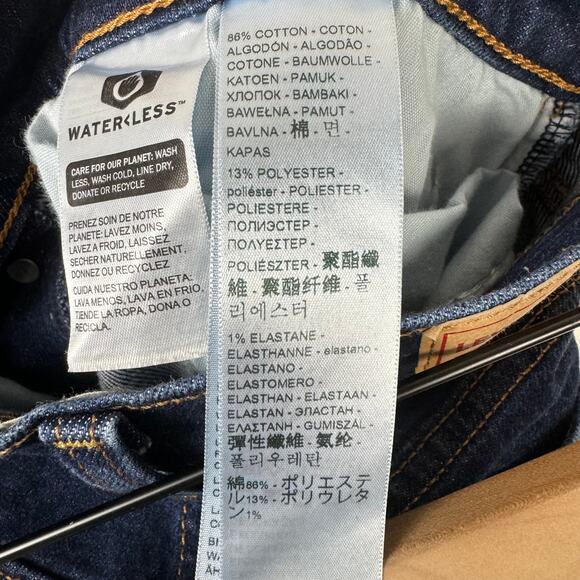 WATER<LESS™
CARE FOR OUR PLANET: WASH
LESS, WASH COLD, LINE DRY,
DONATE OR RECYCLE
PRENEZ SOIN DE NOTRE
PLANETE: LAVEZ MOINS,
LAVEZ A FROID, LAISSEZ
SECHER NATURELLEMENT.
DONNEZ OU RECYCLEZ
CUIDA NUESTRO PLANETA:
LAVA MENOS, LAVA EN FRIO,
TIENDE LA ROPA, DONA O
RECICLA.
86% COTTON - COTON -
ALGODÓN - ALGODÃO -
COTONE - BAUMWOLLE -
KATOEN - PAMUK -
ХЛОПОК - ΒΑΜΒΑΚΙ -
BAWEŁNA - PAMUT -
BAVLNA - 棉 - 면 -
KAPAS
13% POLYESTER -
poliéster - POLIESTER -
POLIESTERE -
ПОЛИЭСТЕР -
ΠΟΛΥΕΣΤΕΡ -
POLIÉSZTER - 聚酯纖
維 - 聚酯纤维 - 폴
리에스터
1% ELASTANE -
ELASTHANNE - elastano -
ELASTANO -
ELASTOMERO -
ELASTHAN - ELASTAAN -
ELASTAN - ЭЛАСТАН -
ΕΛΑΣΤΑΝΗ - GUMISZÁL -
彈性纖維 - 氨纶 -
폴리우레탄
綿86% - ポリエステ
ル13% - ポリウレタ
ン1%